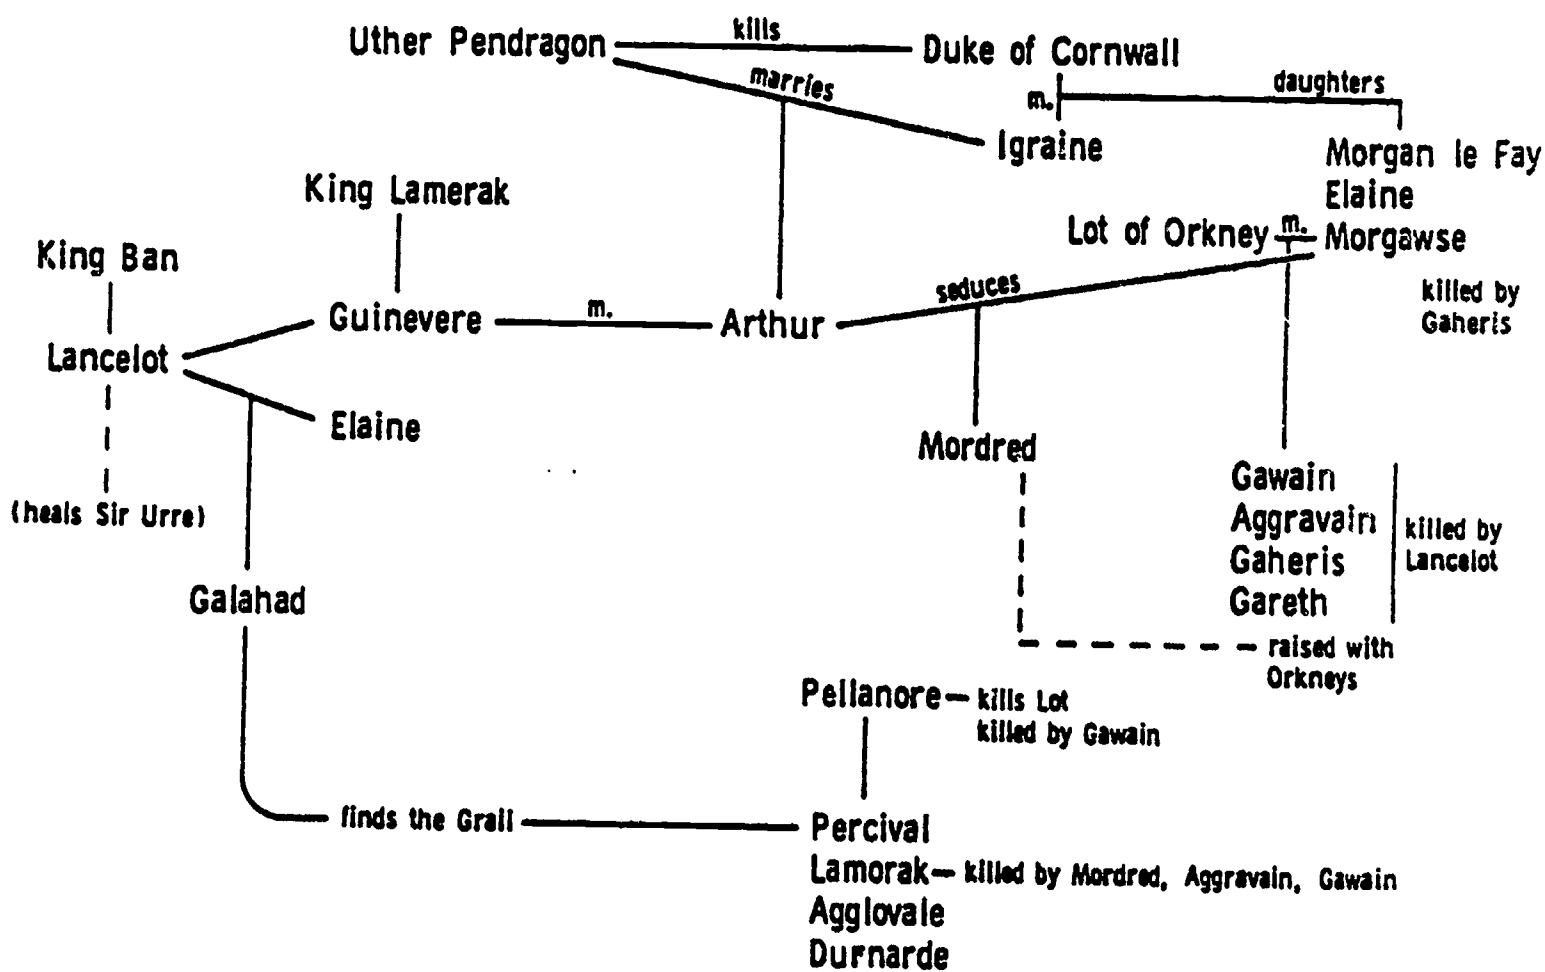 Uther Pendragon
kills
Duke of Cornwall
marries
daughters
m.
Igraine
Morgan le Fay
Elaine
King Lamerak
Lot of Orkney
m.
Morgawse
King Ban
seduces
killed by
Gaheris
Guinevere
m.
Arthur
Lancelot
Elaine
Mordred
Gawain
Aggravain
Gaheris
Gareth
killed by
Lancelot
(heals Sir Urre)
Galahad
raised with
Orkneys
Pellanore
kills Lot
killed by Gawain
finds the Grail
Percival
Lamorak
killed by Mordred, Aggravain, Gawain
Agglovale
Durnarde